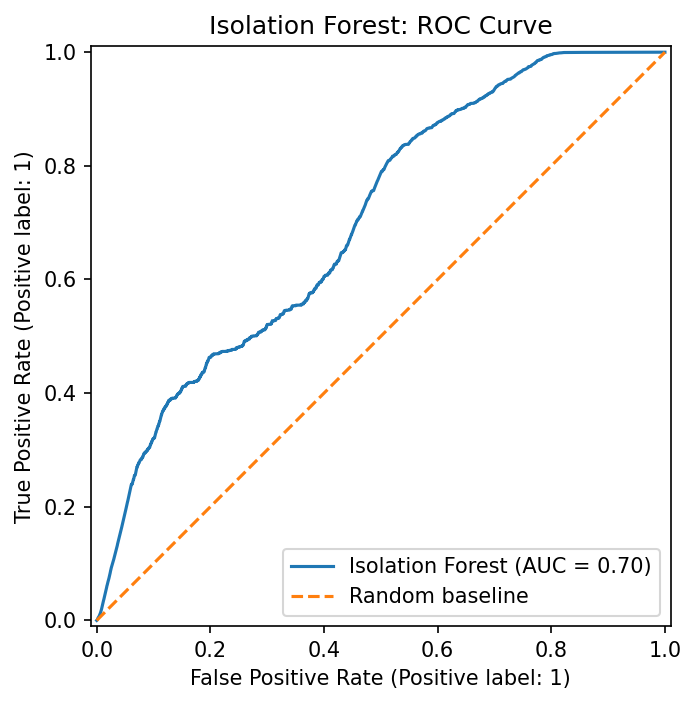 Isolation Forest: ROC Curve
True Positive Rate (Positive label: 1)
1.0
0.8
0.6
0.4
0.2
0.0
Isolation Forest (AUC = 0.70)
Random baseline
0.0 0.2 0.4 0.6 0.8 1.0
False Positive Rate (Positive label: 1)